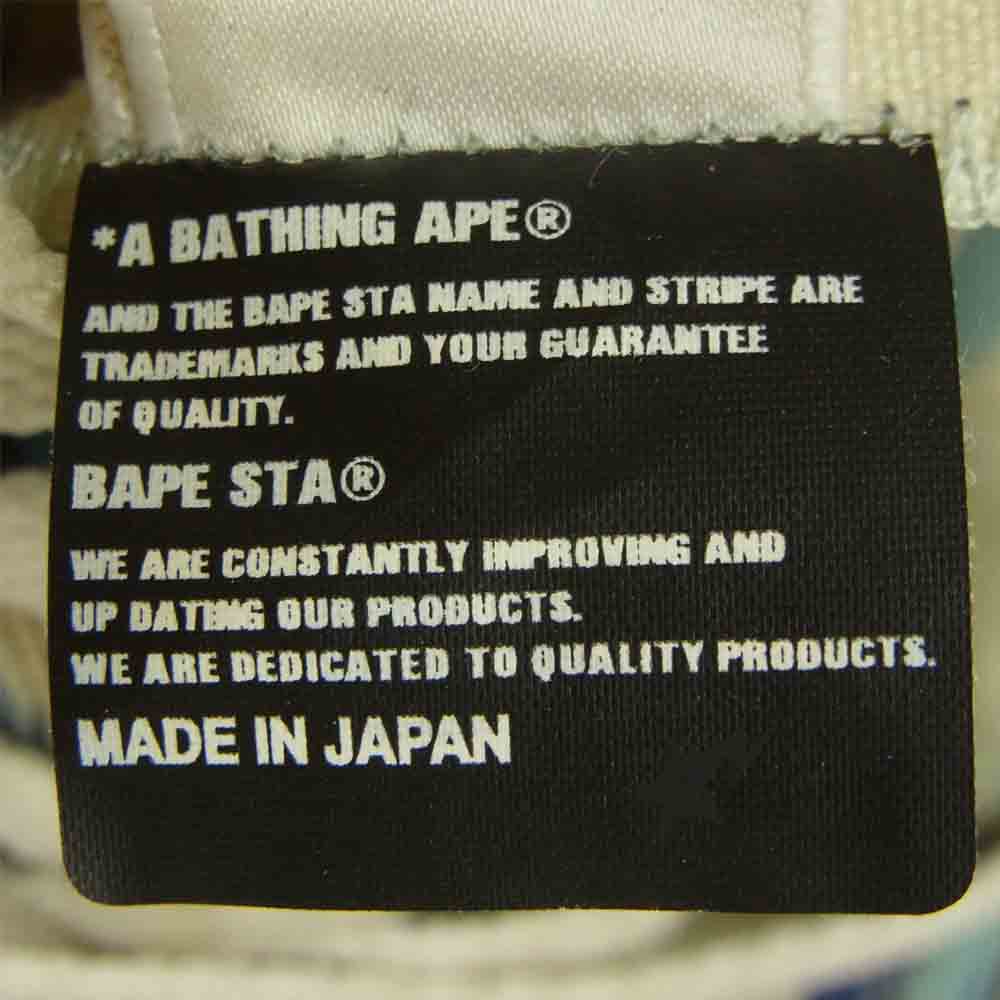 *A BATHING APE®
AND THE BAPE STA NAME AND STRIPE ARE
TRADEMARKS AND YOUR GUARANTEE
OF QUALITY.
BAPE STA®
WE ARE CONSTANTLY IMPROVING AND
UP DATING OUR PRODUCTS.
WE ARE DEDICATED TO QUALITY PRODUCTS.
MADE IN JAPAN